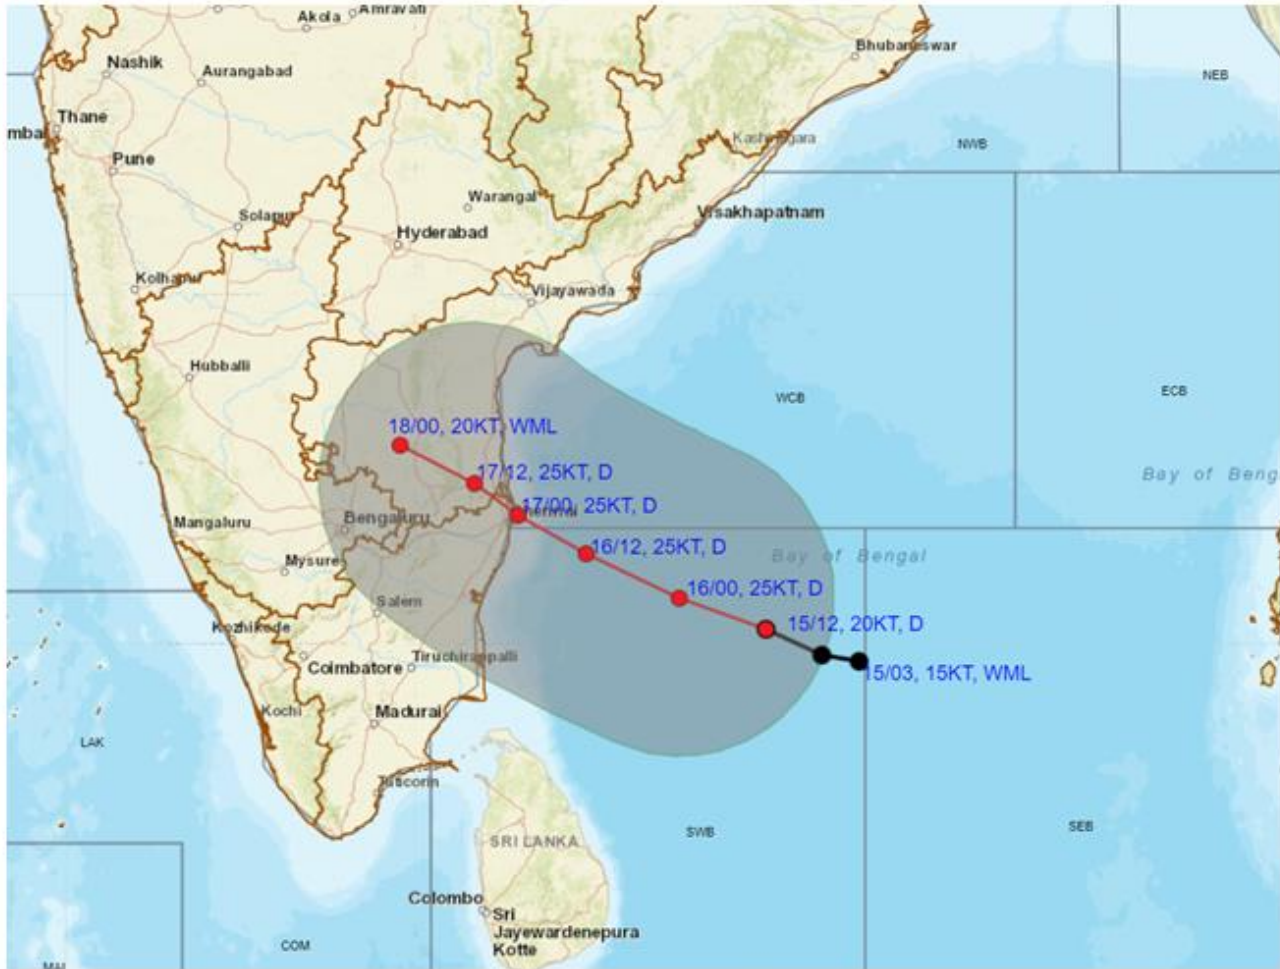 Akola
Amravati
Bhubaneswar
Nashik
Aurangabad
NEB
Thane
mbai
Pune
NWB
Warangal
Solapur
Visakhapatnam
Hyderabad
Kolhapur
Vijayawada
Hubballi
WCB
ECB
18/00, 20KT, WML
17/12, 25KT, D
Bay of Beng
17/00, 25KT, D
Mangaluru
Bengaluru
16/12, 25KT, D
Bay of Bengal
Mysuru
16/00, 25KT, D
Salem
Kozhikode
15/12, 20KT, D
Coimbatore
Tiruchirappalli
15/03, 15KT, WML
Kochi
Madurai
LAK
Tuticorin
SRI LANKA
SWB
SEB
Colombo
Sri
Jayewardenepura
Kotte
COM